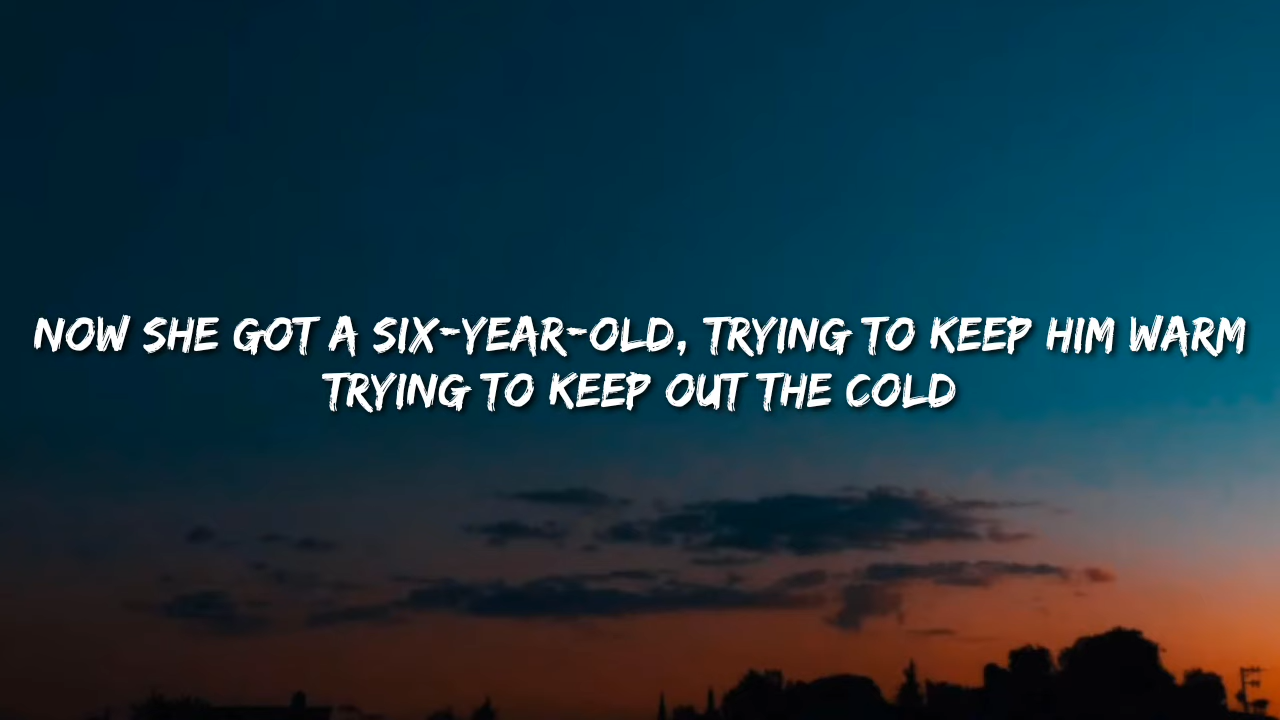 NOW SHE GOT A SIX-YEAR-OLD, TRYING TO KEEP HIM WARM
TRYING TO KEEP OUT THE COLD